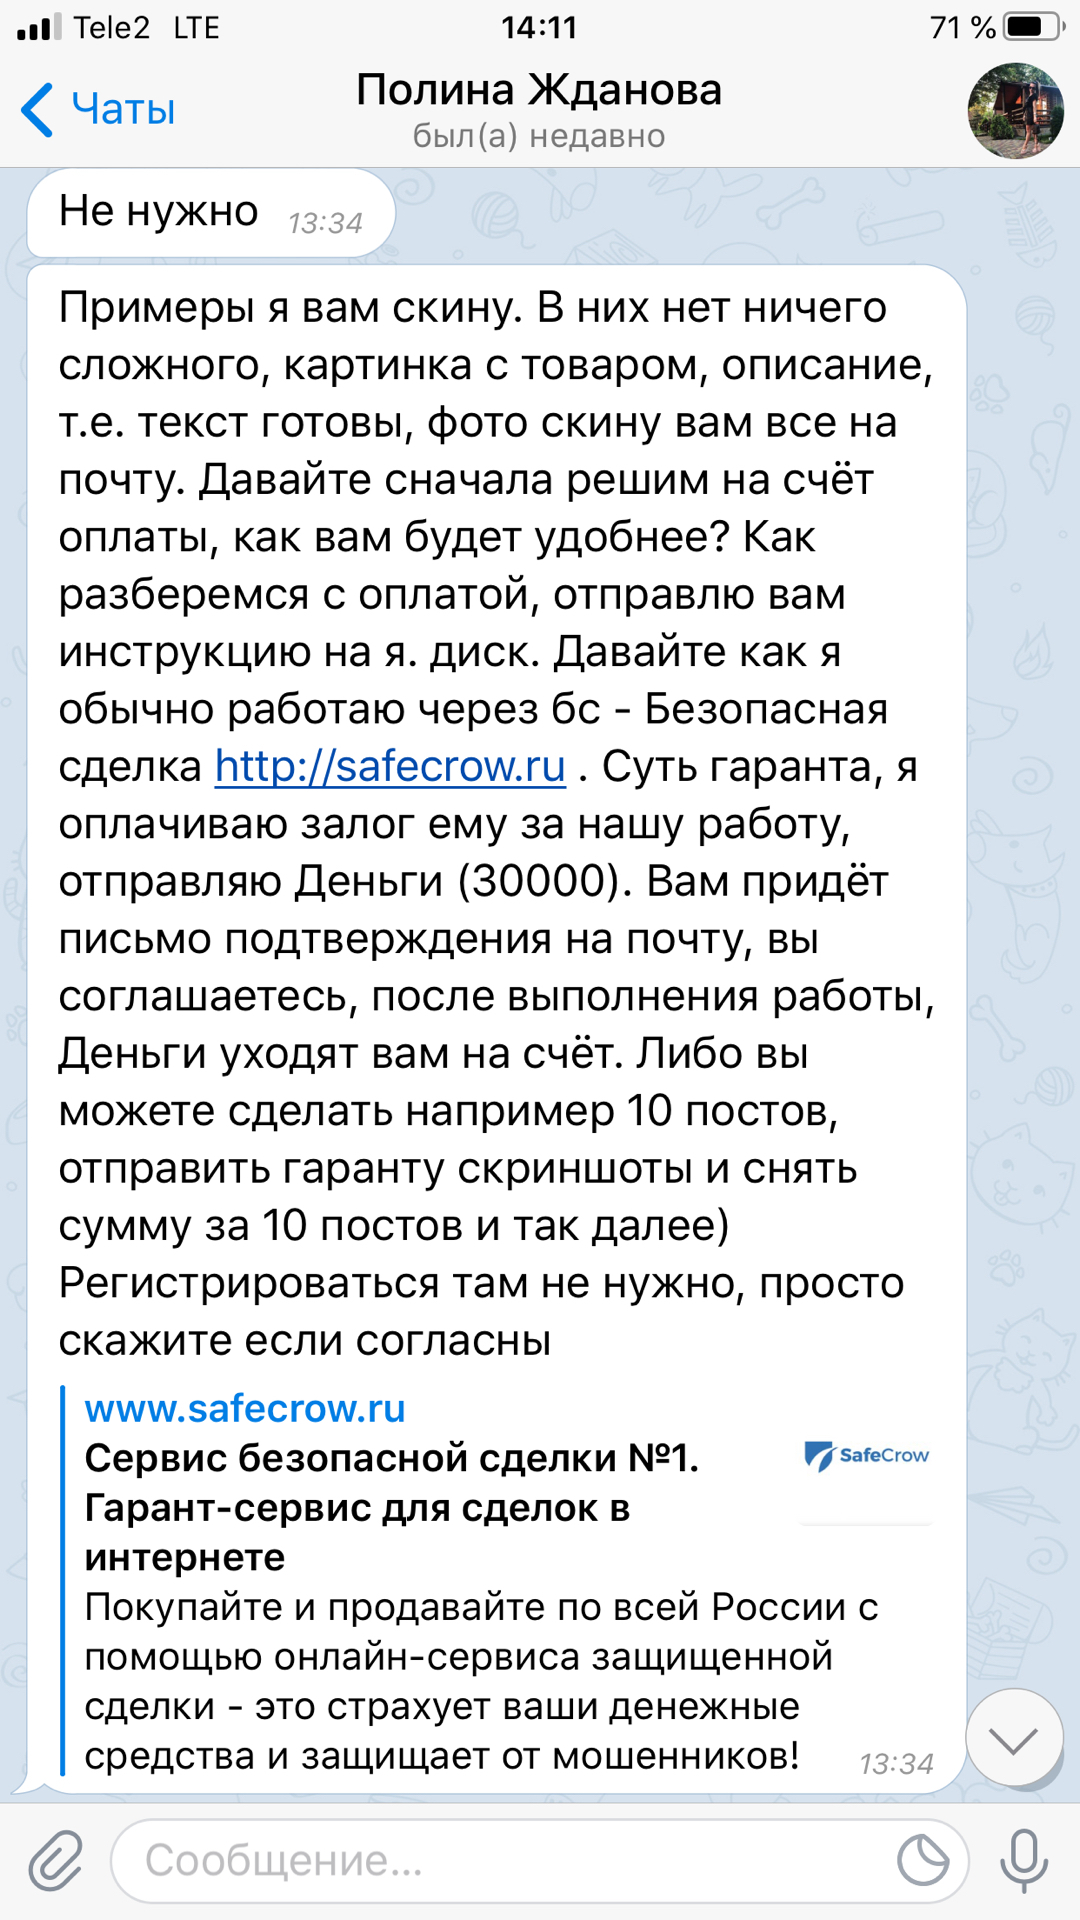 Tele2 LTE 14:11 71 %
Чаты
Полина Жданова
был(а) недавно
Не нужно 13:34
Примеры я вам скину. В них нет ничего
сложного, картинка с товаром, описание,
т.е. текст готовы, фото скину вам все на
почту. Давайте сначала решим на счёт
оплаты, как вам будет удобнее? Как
разберемся с оплатой, отправлю вам
инструкцию на я. диск. Давайте как я
обычно работаю через бс - Безопасная
сделка http://safecrow.ru . Суть гаранта, я
оплачиваю залог ему за нашу работу,
отправляю Деньги (30000). Вам придёт
письмо подтверждения на почту, вы
соглашаетесь, после выполнения работы,
Деньги уходят вам на счёт. Либо вы
можете сделать например 10 постов,
отправить гаранту скриншоты и снять
сумму за 10 постов и так далее)
Регистрироваться там не нужно, просто
скажите если согласны
www.safecrow.ru
Сервис безопасной сделки №1.
Гарант-сервис для сделок в
интернете
SafeCrow
Покупайте и продавайте по всей России с
помощью онлайн-сервиса защищенной
сделки - это страхует ваши денежные
средства и защищает от мошенников! 13:34
Сообщение...